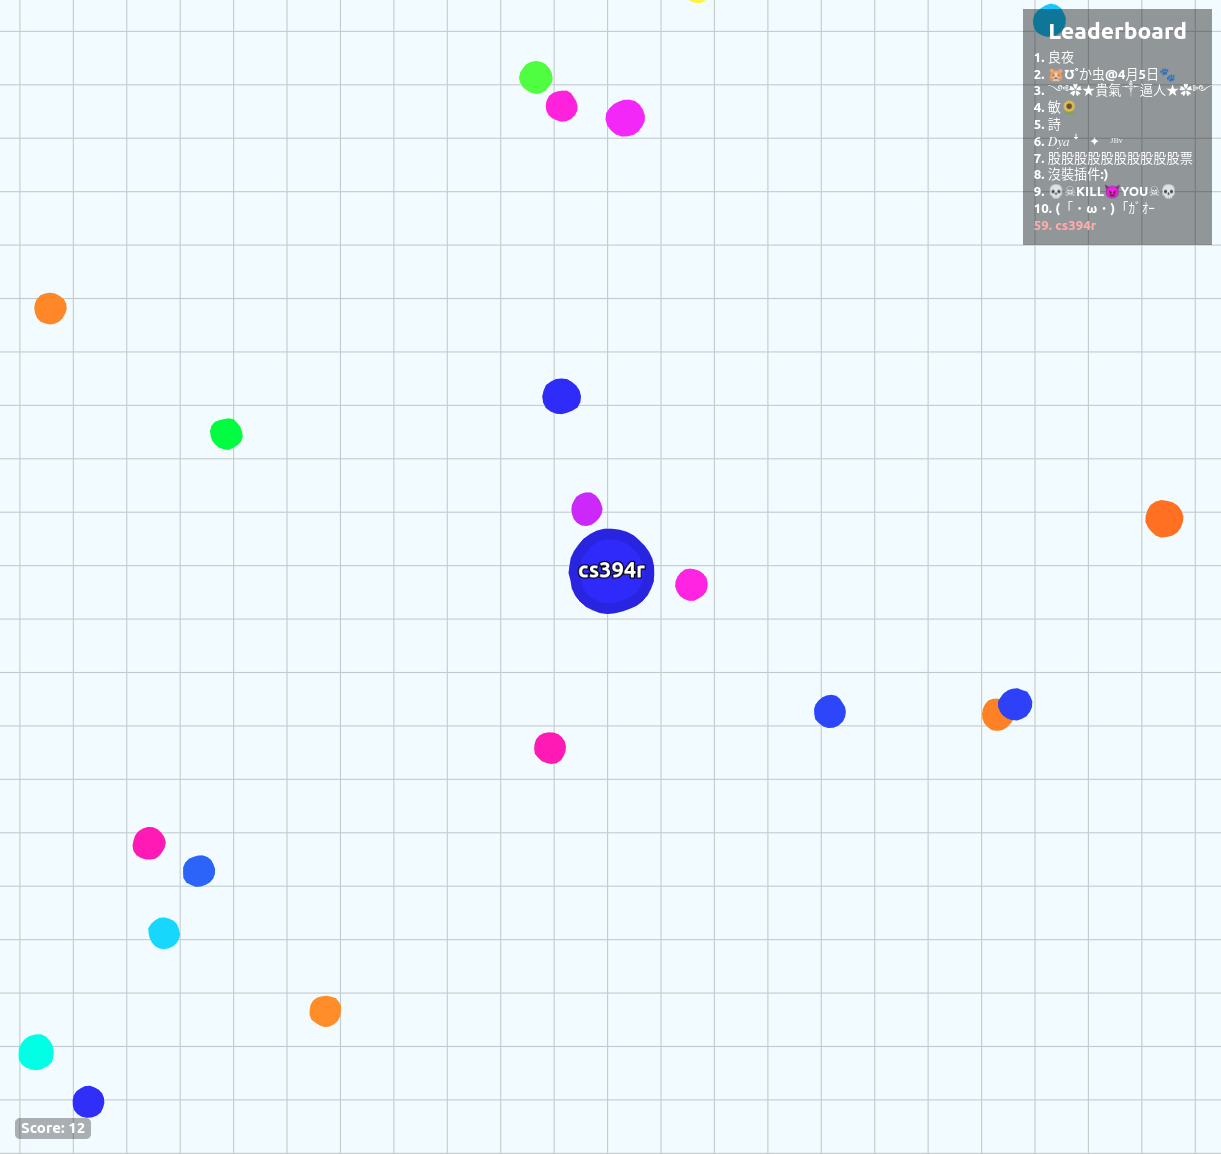 Leaderboard
1. 良夜
2. 🐹Ʊ˚か虫@4月5日🐾
3. ༺✿★貴氣༒逼人★✿༻
4. 敏🌻
5. 詩
6. 𝐷𝑦𝑎 ꜜ ✦ ᴶᴮᵛ
7. 股股股股股股股股股股票
8. 沒裝插件:)
9. 💀☠KILL😈YOU☠💀
10. (「・ω・)「ｶﾞｵｰ
59. cs394r
cs394r
Score: 12